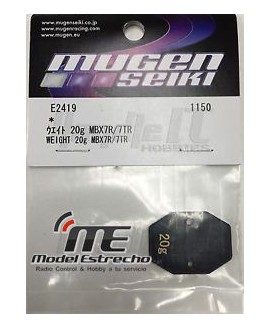 www.mugenseiki.co.jp
www.mugenracing.com
www.mugen.eu
mugen
seiki
E2419
1150
*
ウエイト 20g MBX7R/7TR
WEIGHT 20g MBX7R/7TR
HOBBIES
20g
ME
Model Estrecho
Radio Control & Hobby a tu servicio